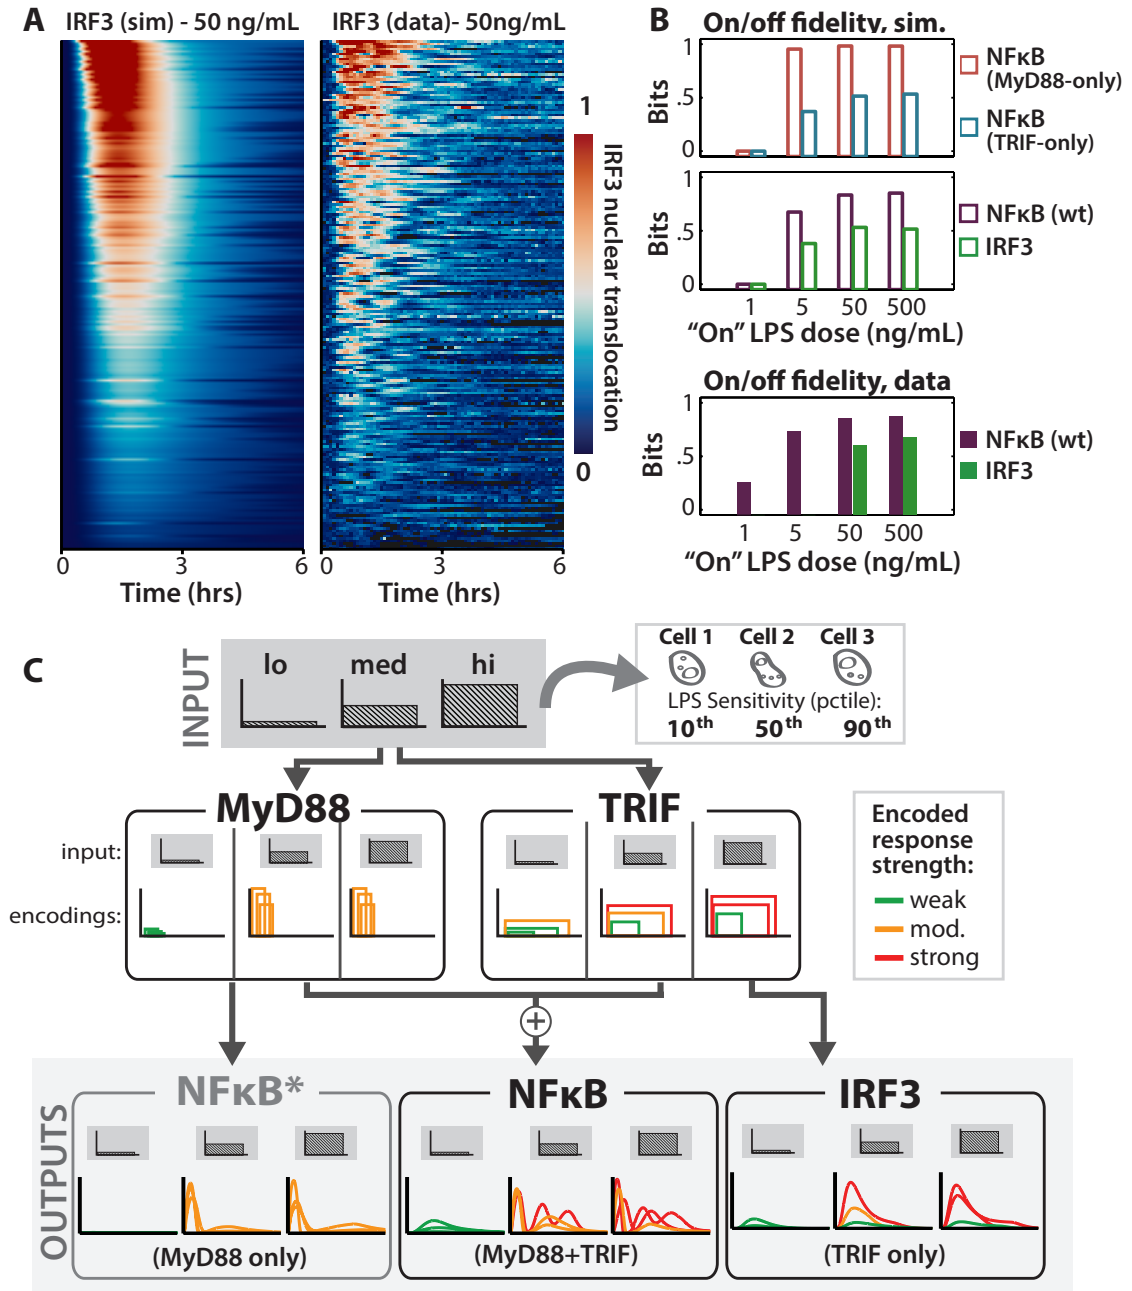 A
IRF3 (sim) - 50 ng/mL
IRF3 (data)- 50ng/mL
1
IRF3 nuclear translocation
0
0
3
6
Time (hrs)
0
3
6
Time (hrs)
B
On/off fidelity, sim.
1
.5
0
Bits
NFκB
(MyD88-only)
NFκB
(TRIF-only)
1
.5
0
Bits
NFκB (wt)
IRF3
1
5
50
500
“On” LPS dose (ng/mL)
On/off fidelity, data
1
.5
0
Bits
NFκB (wt)
IRF3
1
5
50
500
“On” LPS dose (ng/mL)
C
INPUT
lo
med
hi
Cell 1
Cell 2
Cell 3
LPS Sensitivity (pctile):
10th
50th
90th
MyD88
TRIF
input:
encodings:
Encoded
response
strength:
weak
mod.
strong
+
OUTPUTS
NFκB*
(MyD88 only)
NFκB
(MyD88+TRIF)
IRF3
(TRIF only)